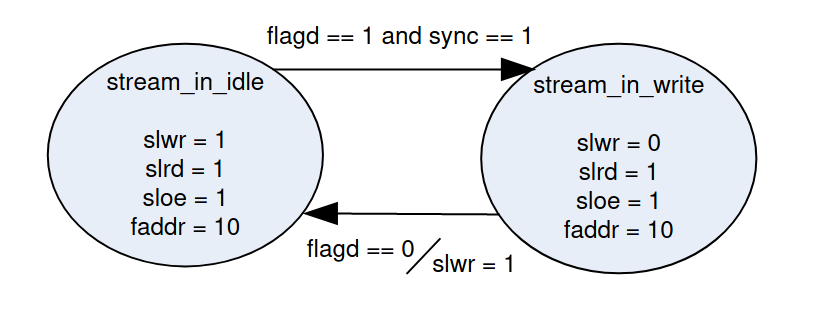 flagd == 1 and sync == 1
stream_in_idle
slwr = 1
slrd = 1
sloe = 1
faddr = 10
stream_in_write
slwr = 0
slrd = 1
sloe = 1
faddr = 10
flagd == 0
slwr = 1